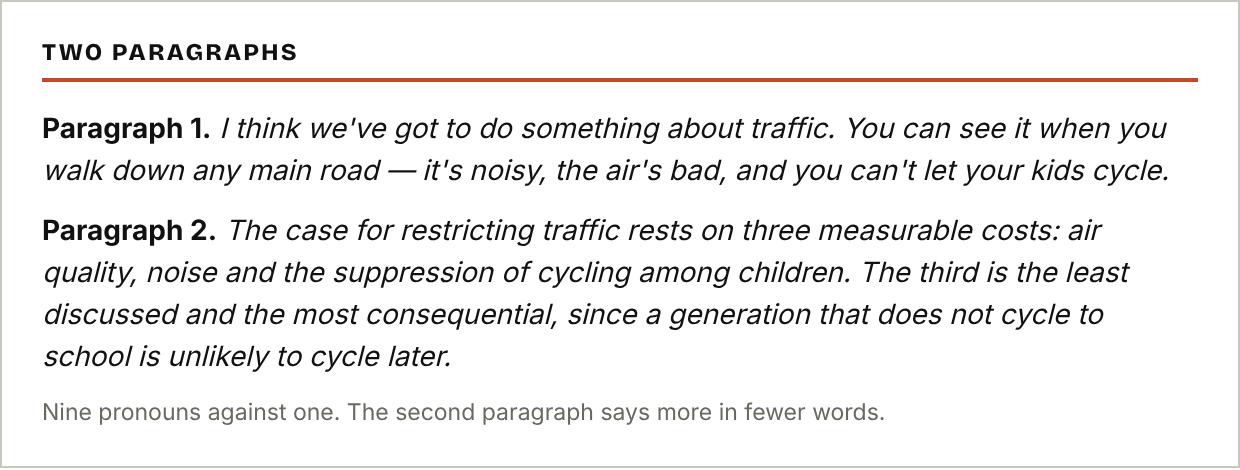 TWO PARAGRAPHS
Paragraph 1. I think we've got to do something about traffic. You can see it when you
walk down any main road — it's noisy, the air's bad, and you can't let your kids cycle.
Paragraph 2. The case for restricting traffic rests on three measurable costs: air
quality, noise and the suppression of cycling among children. The third is the least
discussed and the most consequential, since a generation that does not cycle to
school is unlikely to cycle later.
Nine pronouns against one. The second paragraph says more in fewer words.